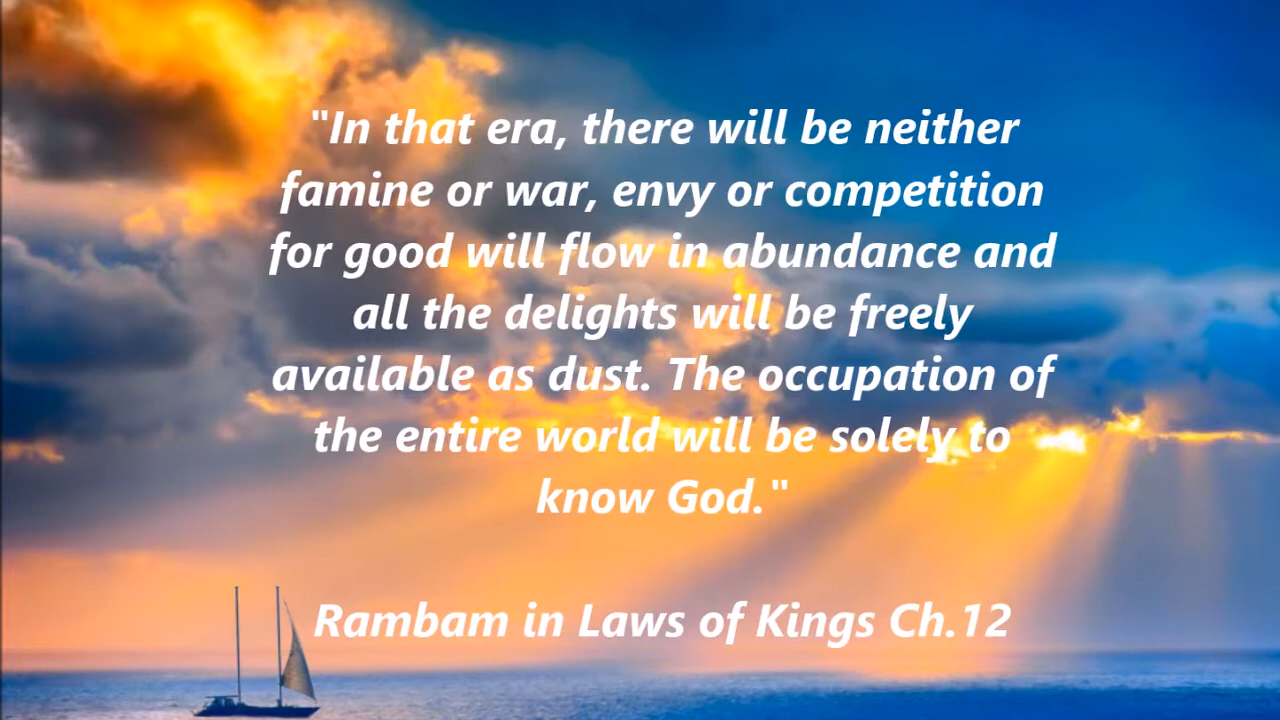 "In that era, there will be neither
famine or war, envy or competition
for good will flow in abundance and
all the delights will be freely
available as dust. The occupation of
the entire world will be solely to
know God."
Rambam in Laws of Kings Ch.12